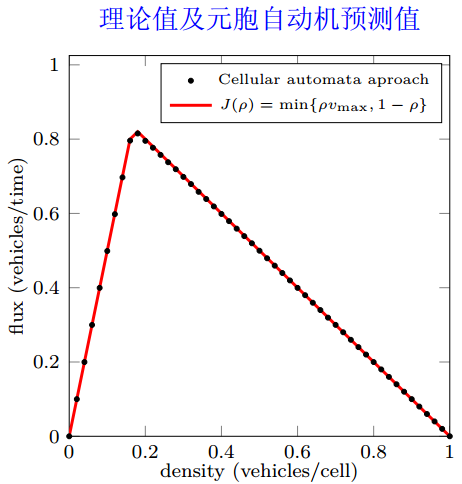 理论值及元胞自动机预测值
Cellular automata aproach
J(ρ) = min{ρv_max, 1 − ρ}
1
0.8
0.6
0.4
0.2
0
flux (vehicles/time)
0 0.2 0.4 0.6 0.8 1
density (vehicles/cell)